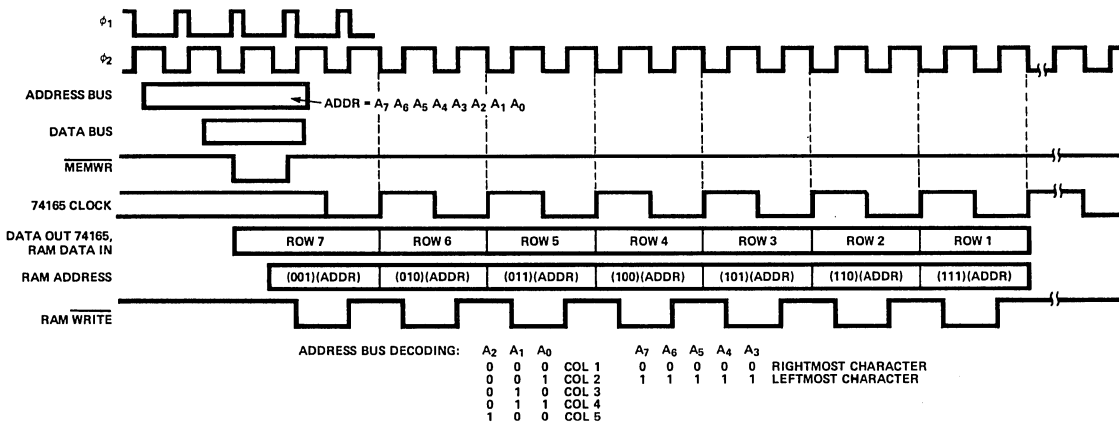 ϕ1
ϕ2
ADDRESS BUS
ADDR = A7 A6 A5 A4 A3 A2 A1 A0
DATA BUS
MEMWR
74165 CLOCK
DATA OUT 74165, RAM DATA IN
ROW 7 ROW 6 ROW 5 ROW 4 ROW 3 ROW 2 ROW 1
RAM ADDRESS
(001)(ADDR) (010)(ADDR) (011)(ADDR) (100)(ADDR) (101)(ADDR) (110)(ADDR) (111)(ADDR)
RAM WRITE
ADDRESS BUS DECODING: A2 A1 A0 A7 A6 A5 A4 A3
0 0 0 COL 1 0 0 0 0 0 RIGHTMOST CHARACTER
0 0 1 COL 2 1 1 1 1 1 LEFTMOST CHARACTER
0 1 0 COL 3
0 1 1 COL 4
1 0 0 COL 5